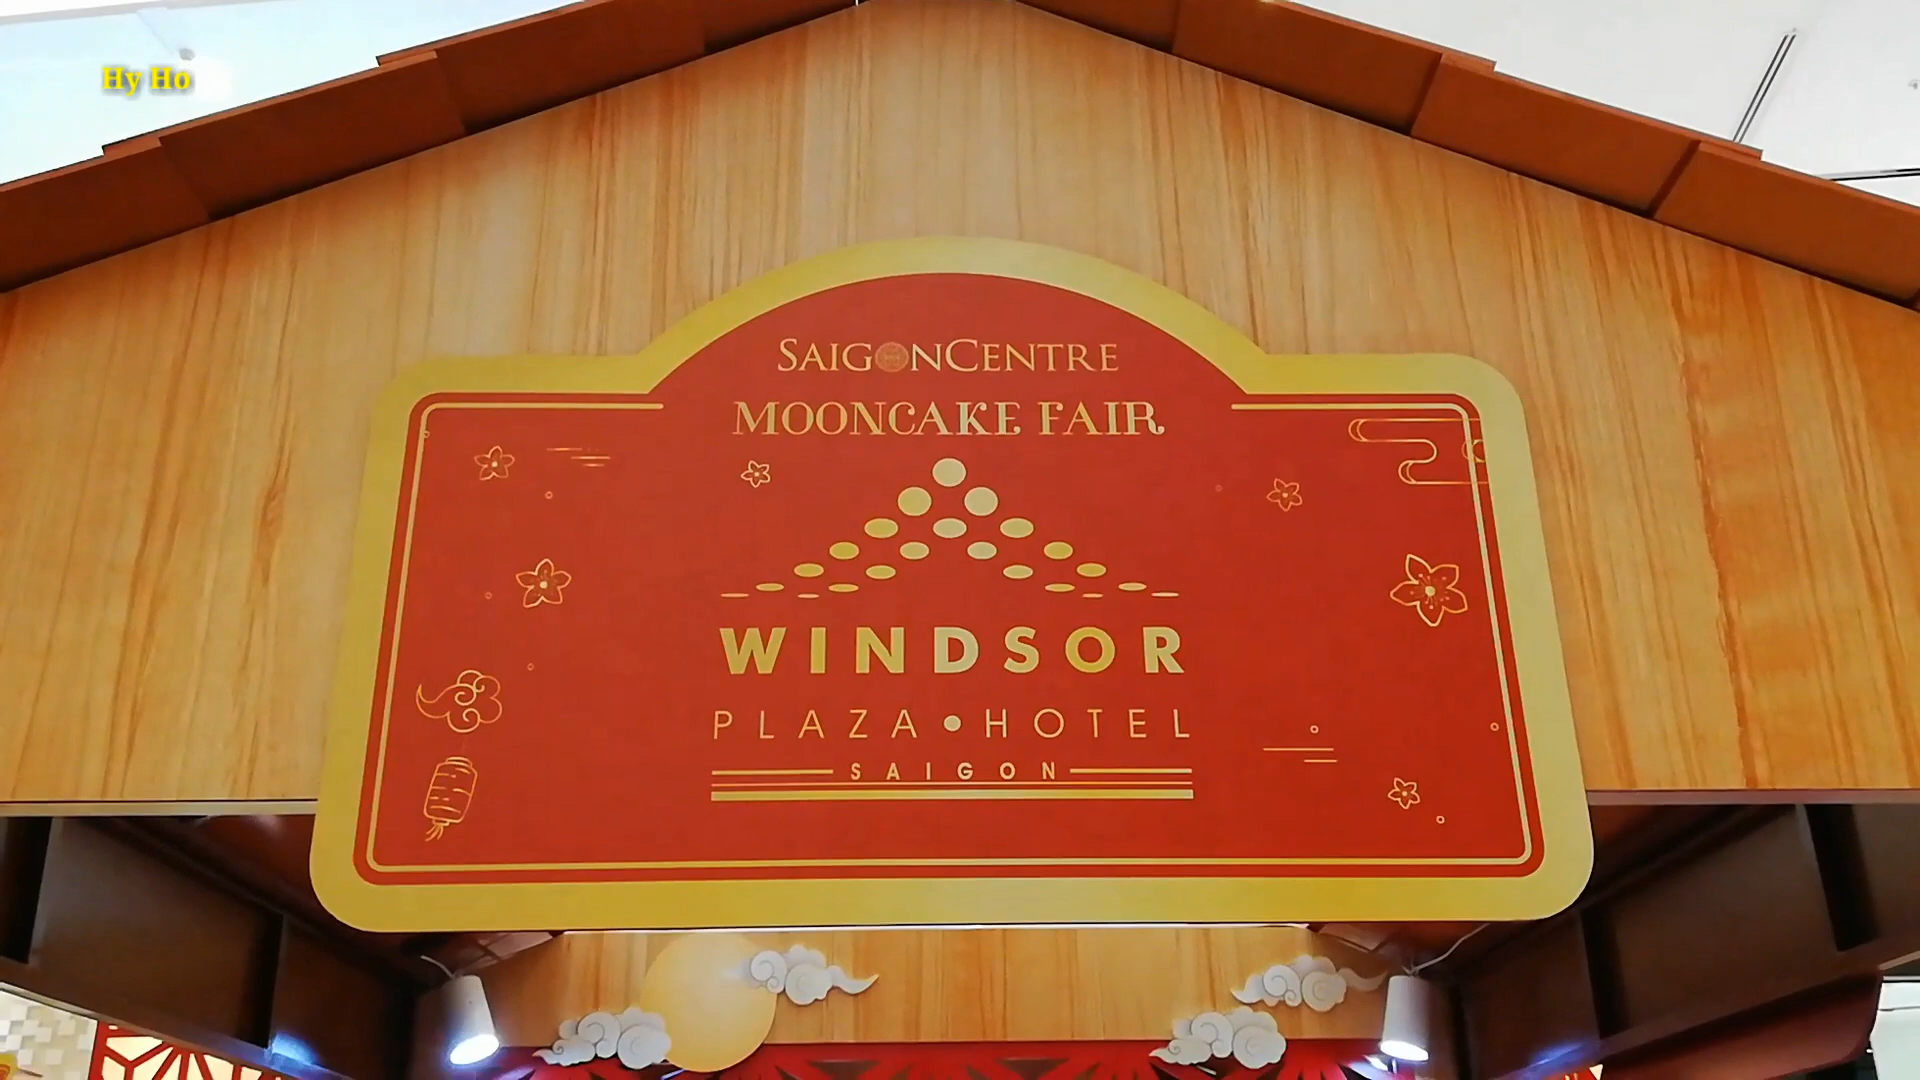 Hy Ho
SAIGONCENTRE
MOONCAKE FAIR
WINDSOR
PLAZA • HOTEL
SAIGON